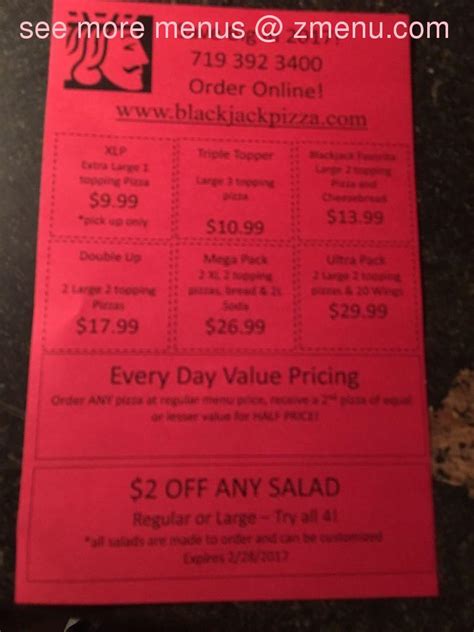 see more menus @ zmenu.com
2017!
719 392 3400
Order Online!
www.blackjackpizza.com
XLP
Extra Large 1
topping Pizza
$9.99
*pick up only
Triple Topper
Large 3 topping
pizza
$10.99
Blackjack Favorite
Large 2 topping
Pizza and
Cheesebread
$13.99
Double Up
2 Large 2 topping
Pizzas
$17.99
Mega Pack
2 XL 2 topping
pizzas, bread & 2L
Soda
$26.99
Ultra Pack
2 Large 2 topping
pizzas & 20 Wings
$29.99
Every Day Value Pricing
Order ANY pizza at regular menu price, receive a 2nd pizza of equal
or lesser value for HALF PRICE!
$2 OFF ANY SALAD
Regular or Large – Try all 4!
*all salads are made to order and can be customized
Expires 2/28/2017